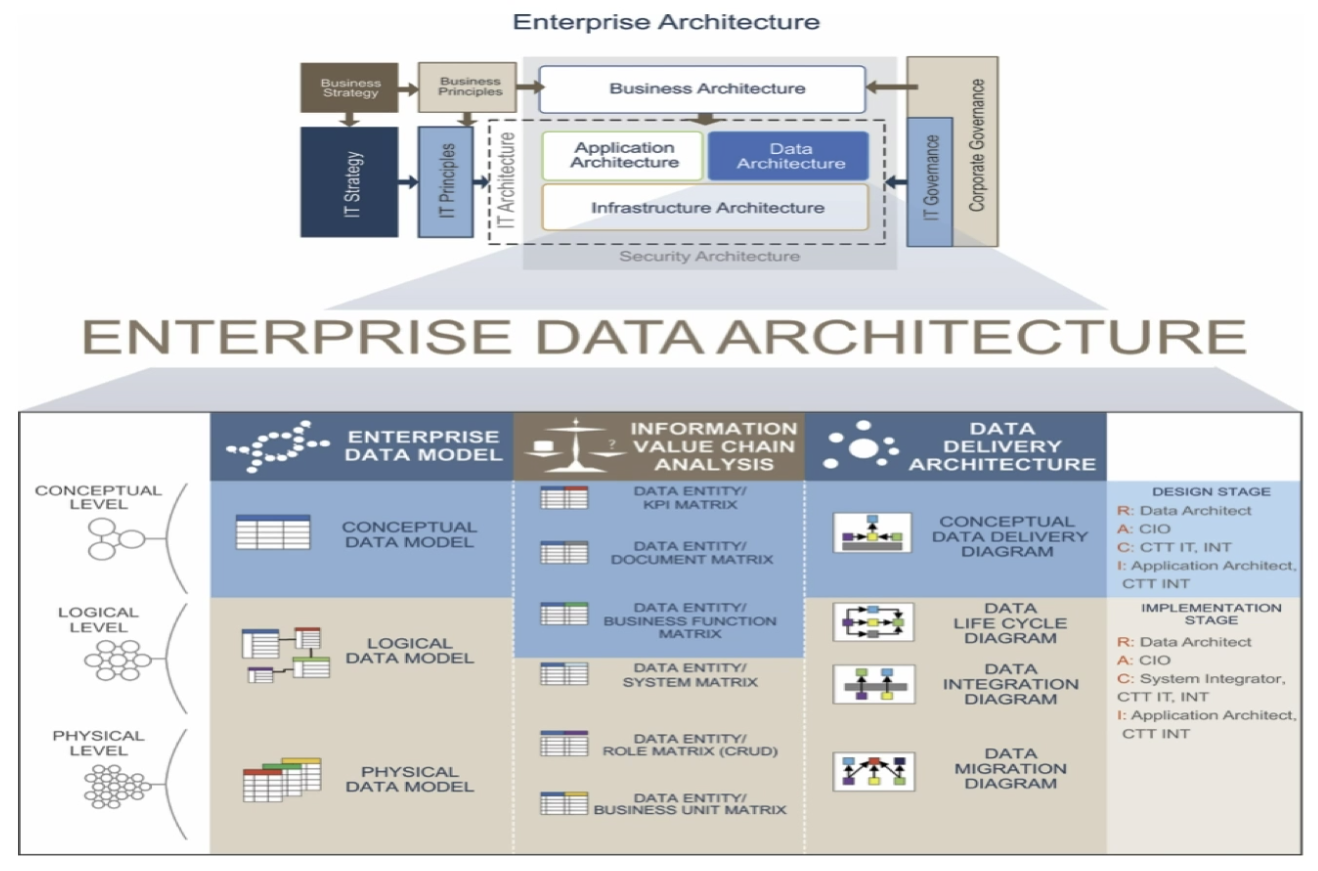 Enterprise Architecture
Business
Strategy
Business
Principles
Business Architecture
IT Strategy
IT Principles
IT Architecture
Application
Architecture
Data
Architecture
Infrastructure Architecture
Security Architecture
IT Governance
Corporate Governance
ENTERPRISE DATA ARCHITECTURE
ENTERPRISE
DATA MODEL
?
INFORMATION
VALUE CHAIN
ANALYSIS
DATA
DELIVERY
ARCHITECTURE
CONCEPTUAL
LEVEL
CONCEPTUAL
DATA MODEL
DATA ENTITY/
KPI MATRIX
DATA ENTITY/
DOCUMENT MATRIX
DATA ENTITY/
BUSINESS FUNCTION
MATRIX
CONCEPTUAL
DATA DELIVERY
DIAGRAM
DESIGN STAGE
R: Data Architect
A: CIO
C: CTT IT, INT
I: Application Architect,
CTT INT
LOGICAL
LEVEL
LOGICAL
DATA MODEL
DATA ENTITY/
SYSTEM MATRIX
DATA
LIFE CYCLE
DIAGRAM
DATA
INTEGRATION
DIAGRAM
IMPLEMENTATION
STAGE
R: Data Architect
A: CIO
C: System Integrator,
CTT IT, INT
I: Application Architect,
CTT INT
PHYSICAL
LEVEL
PHYSICAL
DATA MODEL
DATA ENTITY/
ROLE MATRIX (CRUD)
DATA ENTITY/
BUSINESS UNIT MATRIX
DATA
MIGRATION
DIAGRAM